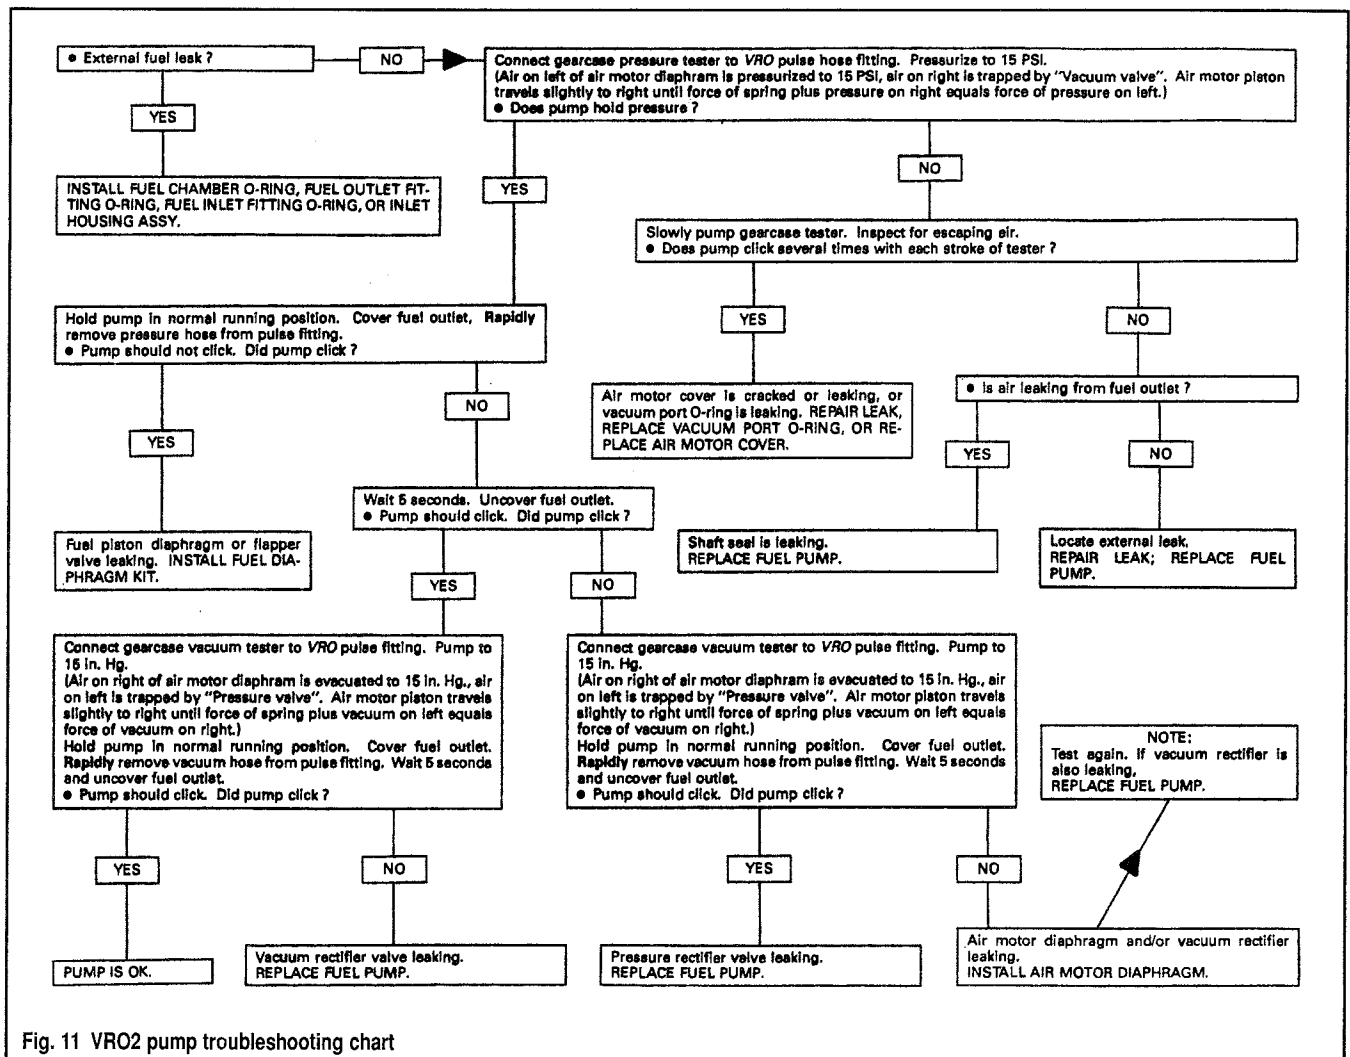 ● External fuel leak ?
NO
Connect gearcase pressure tester to VRO pulse hose fitting. Pressurize to 15 PSI.
(Air on left of air motor diaphram is pressurized to 15 PSI, air on right is trapped by "Vacuum valve". Air motor piston
travels slightly to right until force of spring plus pressure on right equals force of pressure on left.)
● Does pump hold pressure ?
YES
INSTALL FUEL CHAMBER O-RING, FUEL OUTLET FIT-
TING O-RING, FUEL INLET FITTING O-RING, OR INLET
HOUSING ASSY.
YES
NO
Slowly pump gearcase tester. Inspect for escaping air.
● Does pump click several times with each stroke of tester ?
Hold pump in normal running position. Cover fuel outlet, Rapidly
remove pressure hose from pulse fitting.
● Pump should not click. Did pump click ?
YES
NO
Air motor cover is cracked or leaking, or
vacuum port O-ring is leaking. REPAIR LEAK,
REPLACE VACUUM PORT O-RING, OR RE-
PLACE AIR MOTOR COVER.
● Is air leaking from fuel outlet ?
YES
NO
YES
NO
Wait 5 seconds. Uncover fuel outlet.
● Pump should click. Did pump click ?
Fuel piston diaphragm or flapper
valve leaking. INSTALL FUEL DIA-
PHRAGM KIT.
Shaft seal is leaking.
REPLACE FUEL PUMP.
Locate external leak.
REPAIR LEAK; REPLACE FUEL
PUMP.
YES
NO
Connect gearcase vacuum tester to VRO pulse fitting. Pump to
15 in. Hg.
(Air on right of air motor diaphram is evacuated to 15 in. Hg., air
on left is trapped by "Pressure valve". Air motor piston travels
slightly to right until force of spring plus vacuum on left equals
force of vacuum on right.)
Hold pump in normal running position. Cover fuel outlet.
Rapidly remove vacuum hose from pulse fitting. Wait 5 seconds
and uncover fuel outlet.
● Pump should click. Did pump click ?
Connect gearcase vacuum tester to VRO pulse fitting. Pump to
15 in. Hg.
(Air on right of air motor diaphram is evacuated to 15 in. Hg., air
on left is trapped by "Pressure valve". Air motor piston travels
slightly to right until force of spring plus vacuum on left equals
force of vacuum on right.)
Hold pump in normal running position. Cover fuel outlet.
Rapidly remove vacuum hose from pulse fitting. Wait 5 seconds
and uncover fuel outlet.
● Pump should click. Did pump click ?
NOTE:
Test again. If vacuum rectifier is
also leaking,
REPLACE FUEL PUMP.
YES
NO
YES
NO
PUMP IS OK.
Vacuum rectifier valve leaking.
REPLACE FUEL PUMP.
Pressure rectifier valve leaking.
REPLACE FUEL PUMP.
Air motor diaphragm and/or vacuum rectifier
leaking.
INSTALL AIR MOTOR DIAPHRAGM.
Fig. 11 VRO2 pump troubleshooting chart